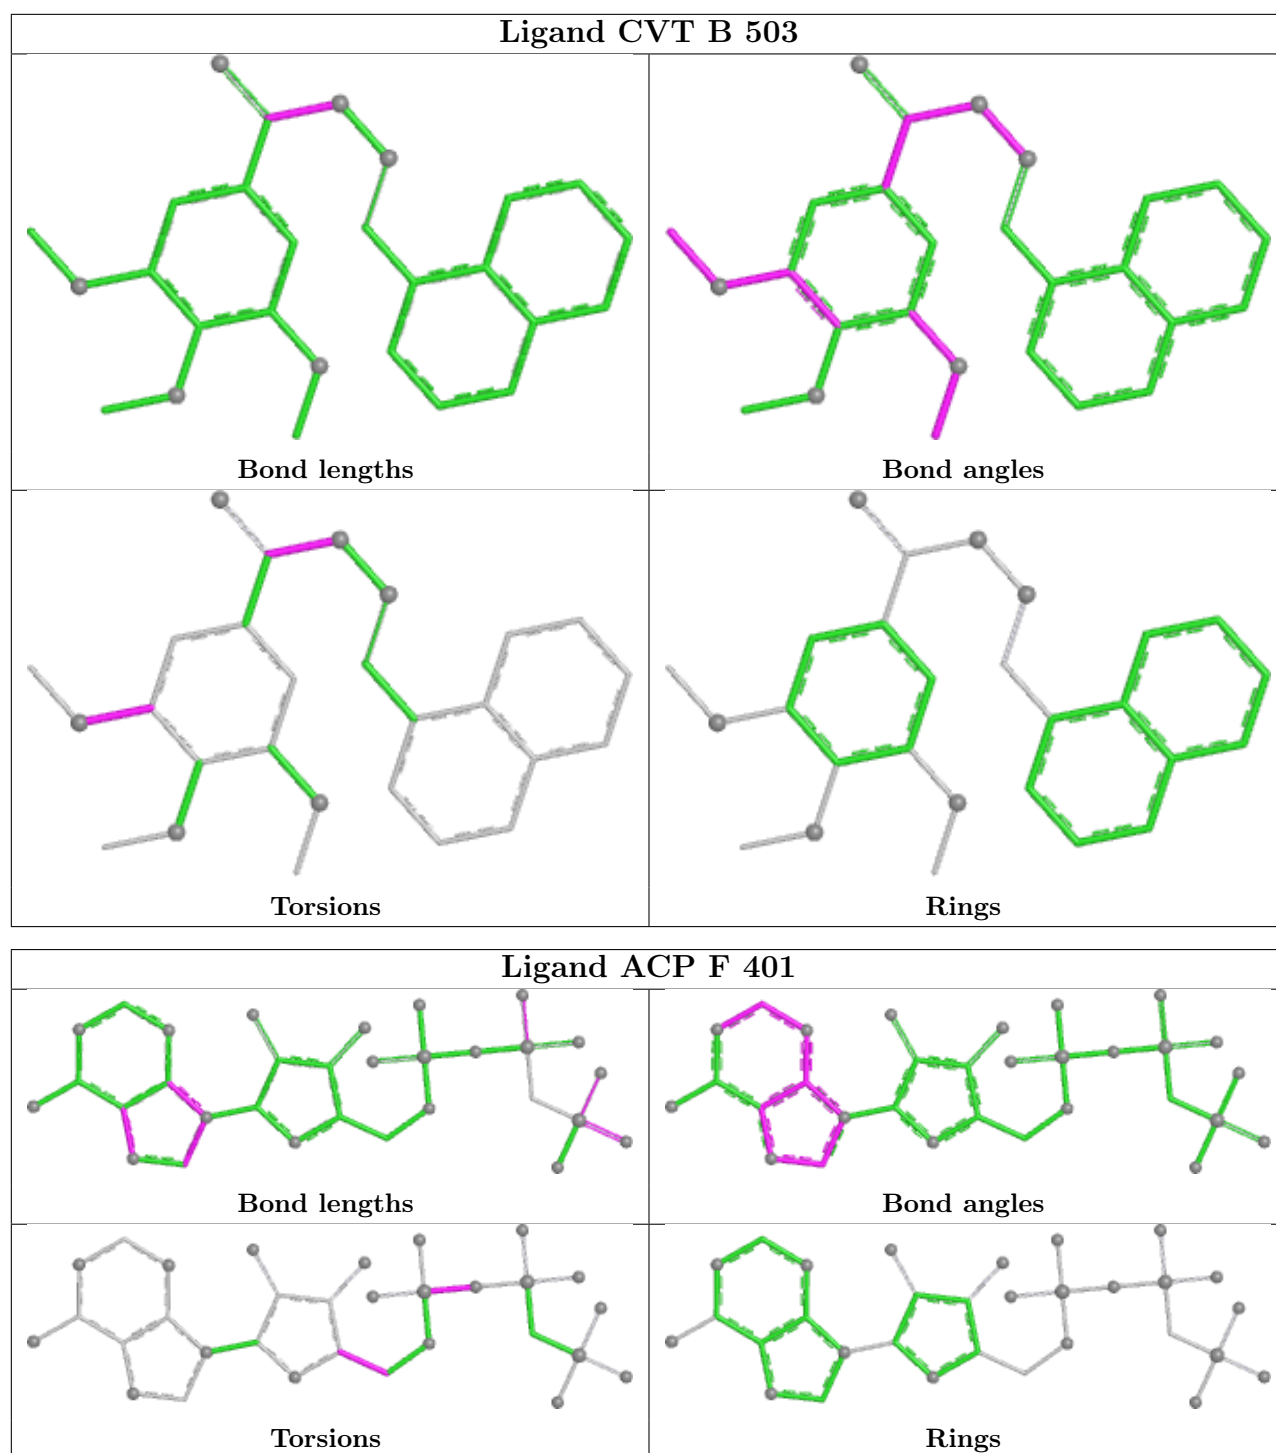 Ligand CVT B 503
Bond lengths
Bond angles
Torsions
Rings
Ligand ACP F 401
Bond lengths
Bond angles
Torsions
Rings